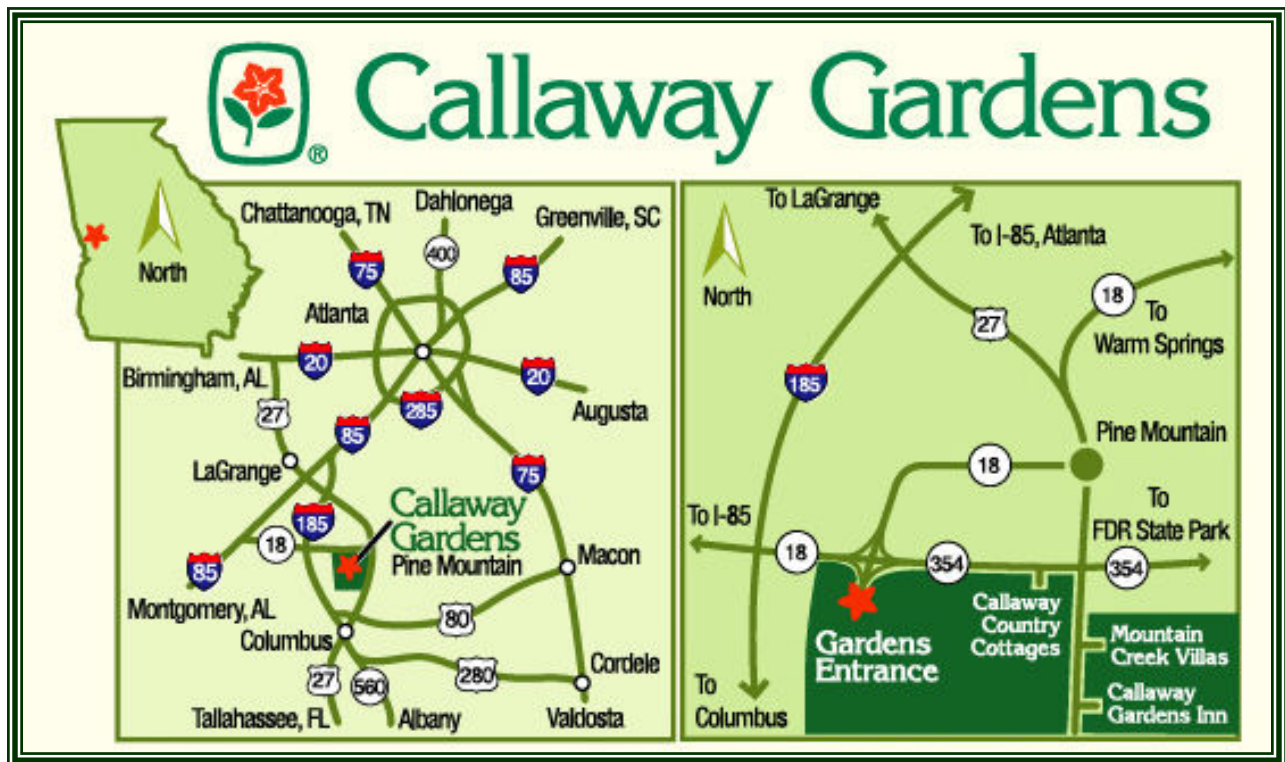 Callaway Gardens
®
North
Chattanooga, TN
Dahlonega
Greenville, SC
400
75
85
Atlanta
20
Birmingham, AL
20
Augusta
27
285
85
LaGrange
75
185
Callaway
Gardens
Pine Mountain
18
Macon
85
Montgomery, AL
80
Columbus
Cordele
27
560
280
Tallahassee, FL
Albany
Valdosta
To LaGrange
To I-85, Atlanta
North
18
To
Warm Springs
27
185
Pine Mountain
18
To I-85
To
FDR State Park
18
354
354
Callaway
Country
Cottages
Gardens
Entrance
Mountain
Creek Villas
To
Columbus
Callaway
Gardens Inn